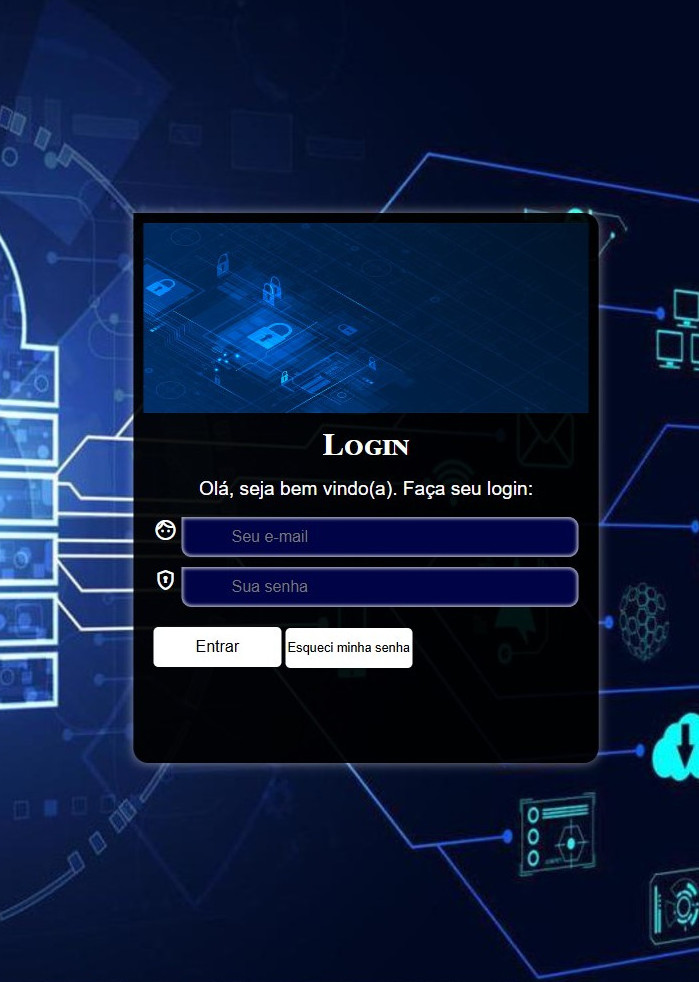 Login
Olá, seja bem vindo(a). Faça seu login:
Seu e-mail
Sua senha
Entrar
Esqueci minha senha